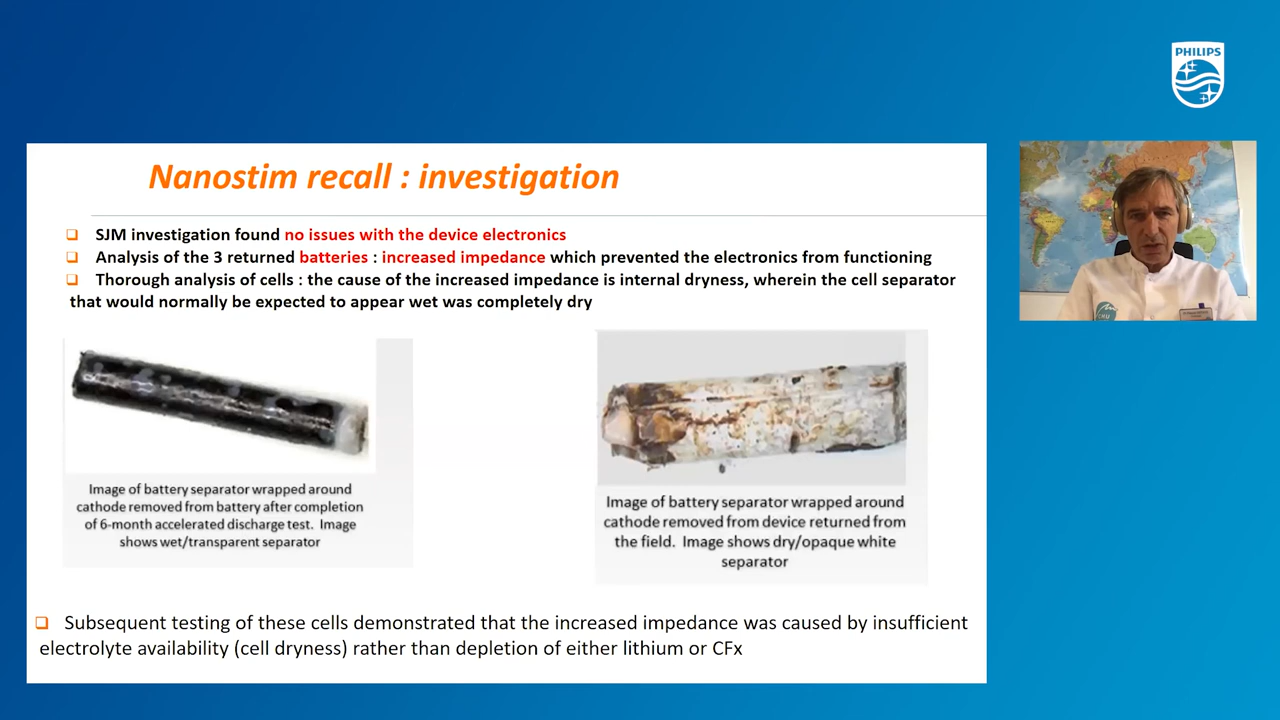 PHILIPS
Nanostim recall : investigation
SJM investigation found no issues with the device electronics
Analysis of the 3 returned batteries : increased impedance which prevented the electronics from functioning
Thorough analysis of cells : the cause of the increased impedance is internal dryness, wherein the cell separator
that would normally be expected to appear wet was completely dry
Image of battery separator wrapped around
cathode removed from battery after completion
of 6-month accelerated discharge test. Image
shows wet/transparent separator
Image of battery separator wrapped around
cathode removed from device returned from
the field. Image shows dry/opaque white
separator
Subsequent testing of these cells demonstrated that the increased impedance was caused by insufficient
electrolyte availability (cell dryness) rather than depletion of either lithium or CFx